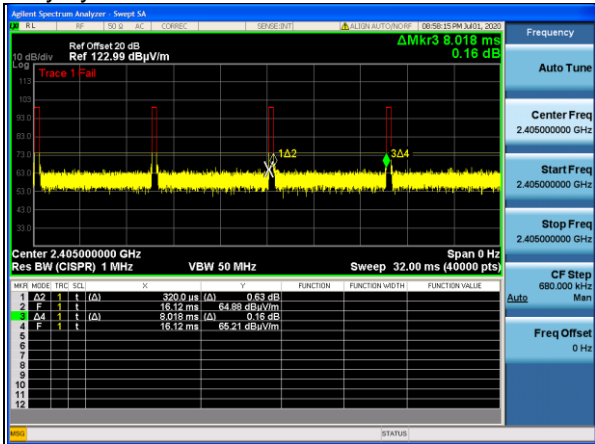 Agilent Spectrum Analyzer - Swept SA
RL RF 50 Ω AC CORREC SENSE:INT ALIGN AUTO/NORF 08:58:15 PM Jul 01, 2020
Frequency
ΔMkr3 8.018 ms
0.16 dB
Ref Offset 20 dB
10 dB/div Ref 122.99 dBµV/m
Log
Trace 1 Fail
113
103
93.0
83.0
73.0
63.0
53.0
43.0
33.0
1Δ2
3Δ4
Center 2.405000000 GHz Span 0 Hz
Res BW (CISPR) 1 MHz VBW 50 MHz Sweep 32.00 ms (40000 pts)
MKR MODE TRC SCL X Y FUNCTION FUNCTION WIDTH FUNCTION VALUE
1 Δ2 1 t (Δ) 320.0 µs (Δ) 0.63 dB
2 F 1 t 16.12 ms 64.88 dBµV/m
3 Δ4 1 t (Δ) 8.018 ms (Δ) 0.16 dB
4 F 1 t 16.12 ms 65.21 dBµV/m
5
6
7
8
9
10
11
12
MSG STATUS
Auto Tune
Center Freq
2.405000000 GHz
Start Freq
2.405000000 GHz
Stop Freq
2.405000000 GHz
CF Step
680.000 kHz
Auto Man
Freq Offset
0 Hz